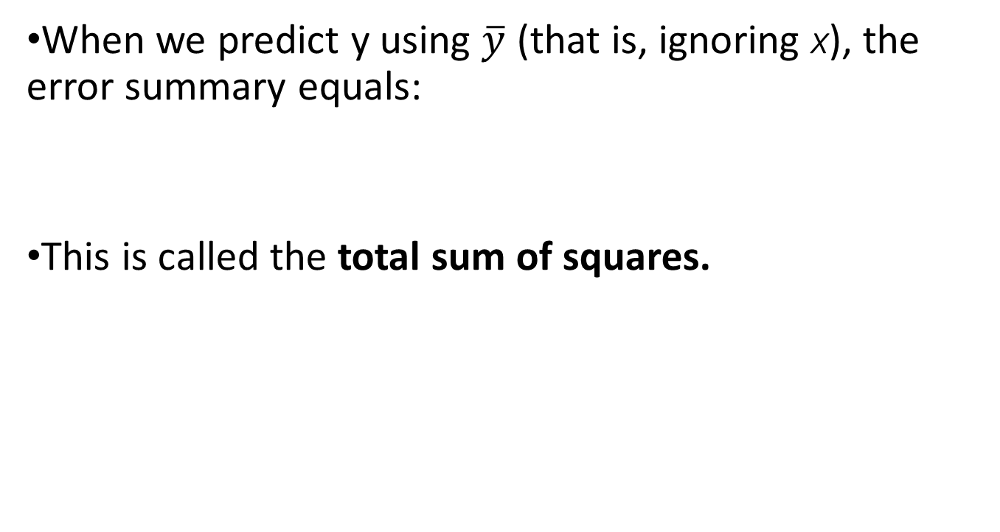 •When we predict y using ȳ (that is, ignoring x), the
error summary equals:
•This is called the total sum of squares.